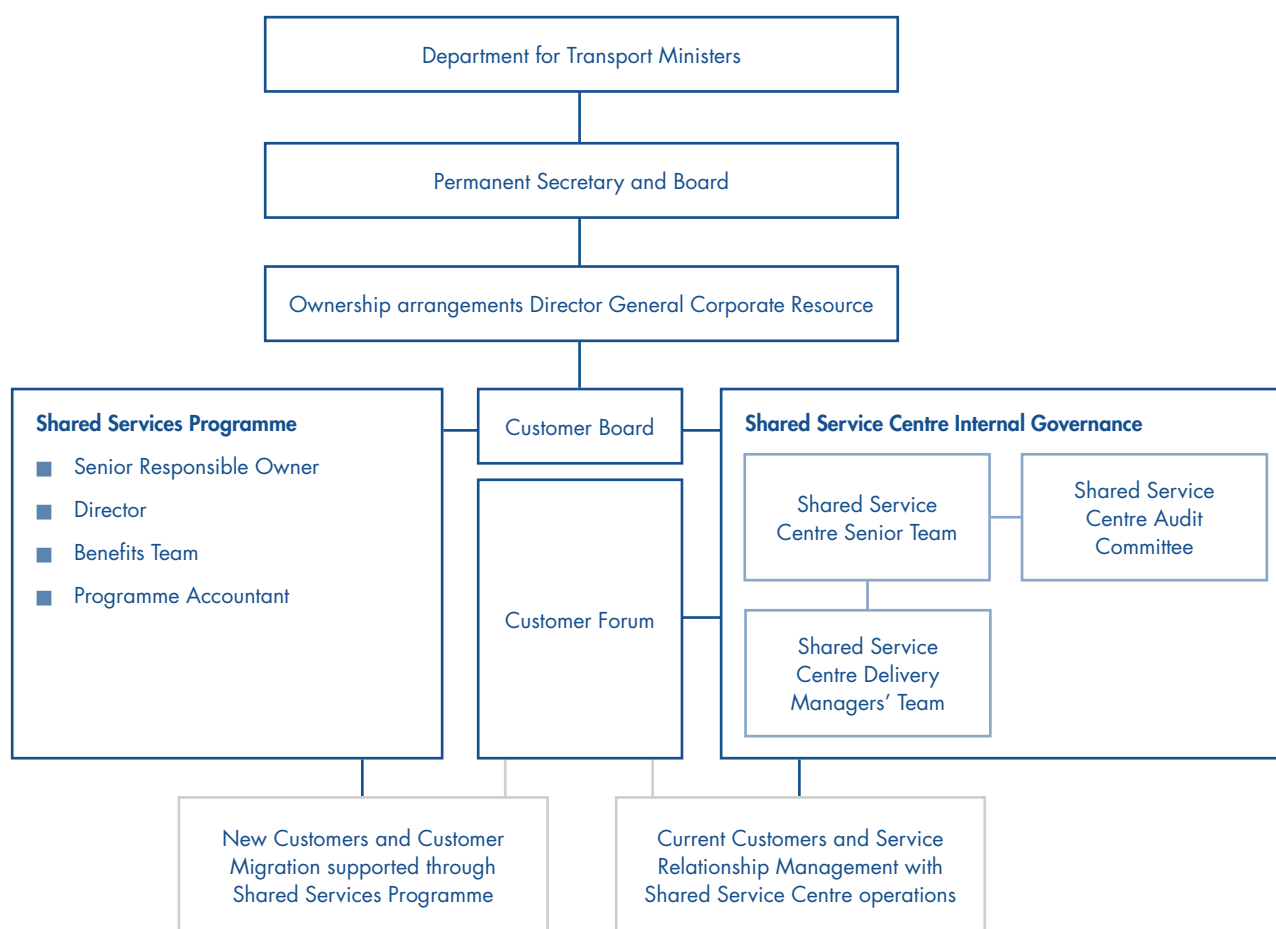 Department for Transport Ministers
Permanent Secretary and Board
Ownership arrangements Director General Corporate Resource
Shared Services Programme
■ Senior Responsible Owner
■ Director
■ Benefits Team
■ Programme Accountant
Customer Board
Customer Forum
Shared Service Centre Internal Governance
Shared Service
Centre Senior Team
Shared Service
Centre Audit
Committee
Shared Service
Centre Delivery
Managers’ Team
New Customers and Customer
Migration supported through
Shared Services Programme
Current Customers and Service
Relationship Management with
Shared Service Centre operations